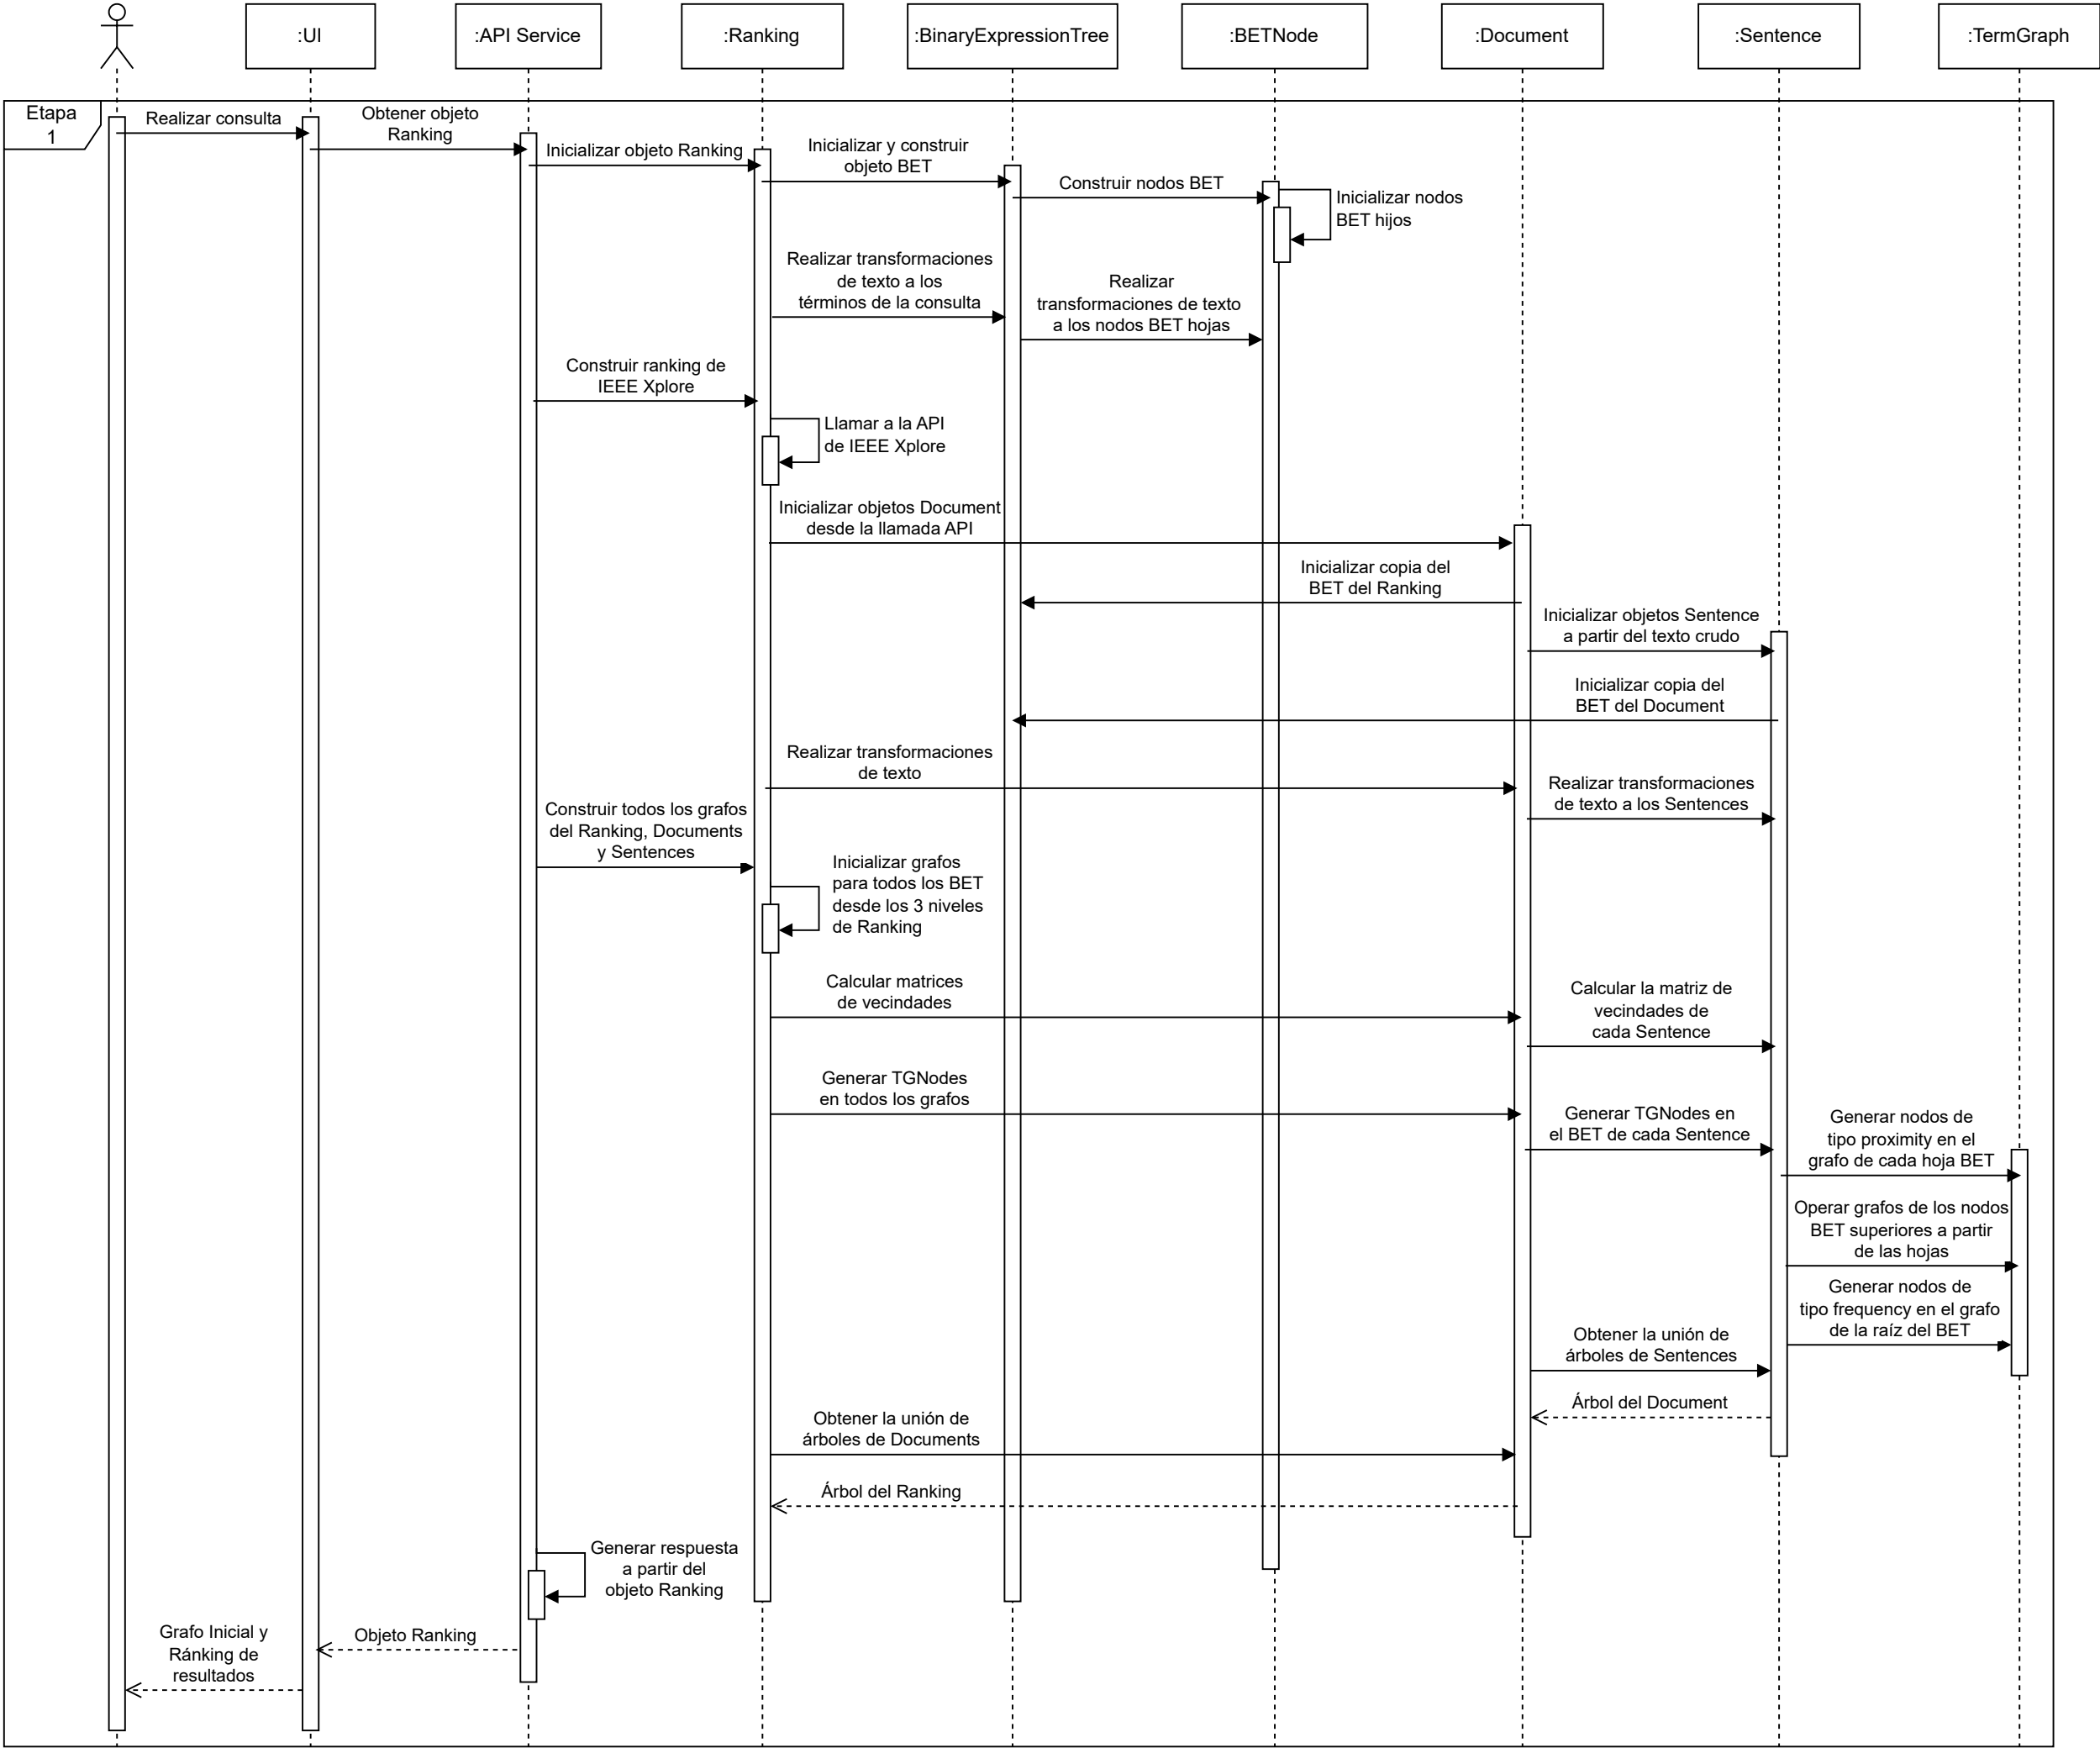 :UI
:API Service
:Ranking
:BinaryExpressionTree
:BETNode
:Document
:Sentence
:TermGraph
Etapa
1
Realizar consulta
Obtener objeto
Ranking
Inicializar objeto Ranking
Inicializar y construir
objeto BET
Construir nodos BET
Inicializar nodos
BET hijos
Realizar transformaciones
de texto a los
términos de la consulta
Realizar
transformaciones de texto
a los nodos BET hojas
Construir ranking de
IEEE Xplore
Llamar a la API
de IEEE Xplore
Inicializar objetos Document
desde la llamada API
Inicializar copia del
BET del Ranking
Inicializar objetos Sentence
a partir del texto crudo
Inicializar copia del
BET del Document
Realizar transformaciones
de texto
Realizar transformaciones
de texto a los Sentences
Construir todos los grafos
del Ranking, Documents
y Sentences
Inicializar grafos
para todos los BET
desde los 3 niveles
de Ranking
Calcular matrices
de vecindades
Calcular la matriz de
vecindades de
cada Sentence
Generar TGNodes
en todos los grafos
Generar TGNodes en
el BET de cada Sentence
Generar nodos de
tipo proximity en el
grafo de cada hoja BET
Operar grafos de los nodos
BET superiores a partir
de las hojas
Generar nodos de
tipo frequency en el grafo
de la raíz del BET
Obtener la unión de
árboles de Sentences
Árbol del Document
Obtener la unión de
árboles de Documents
Árbol del Ranking
Generar respuesta
a partir del
objeto Ranking
Objeto Ranking
Grafo Inicial y
Ránking de
resultados